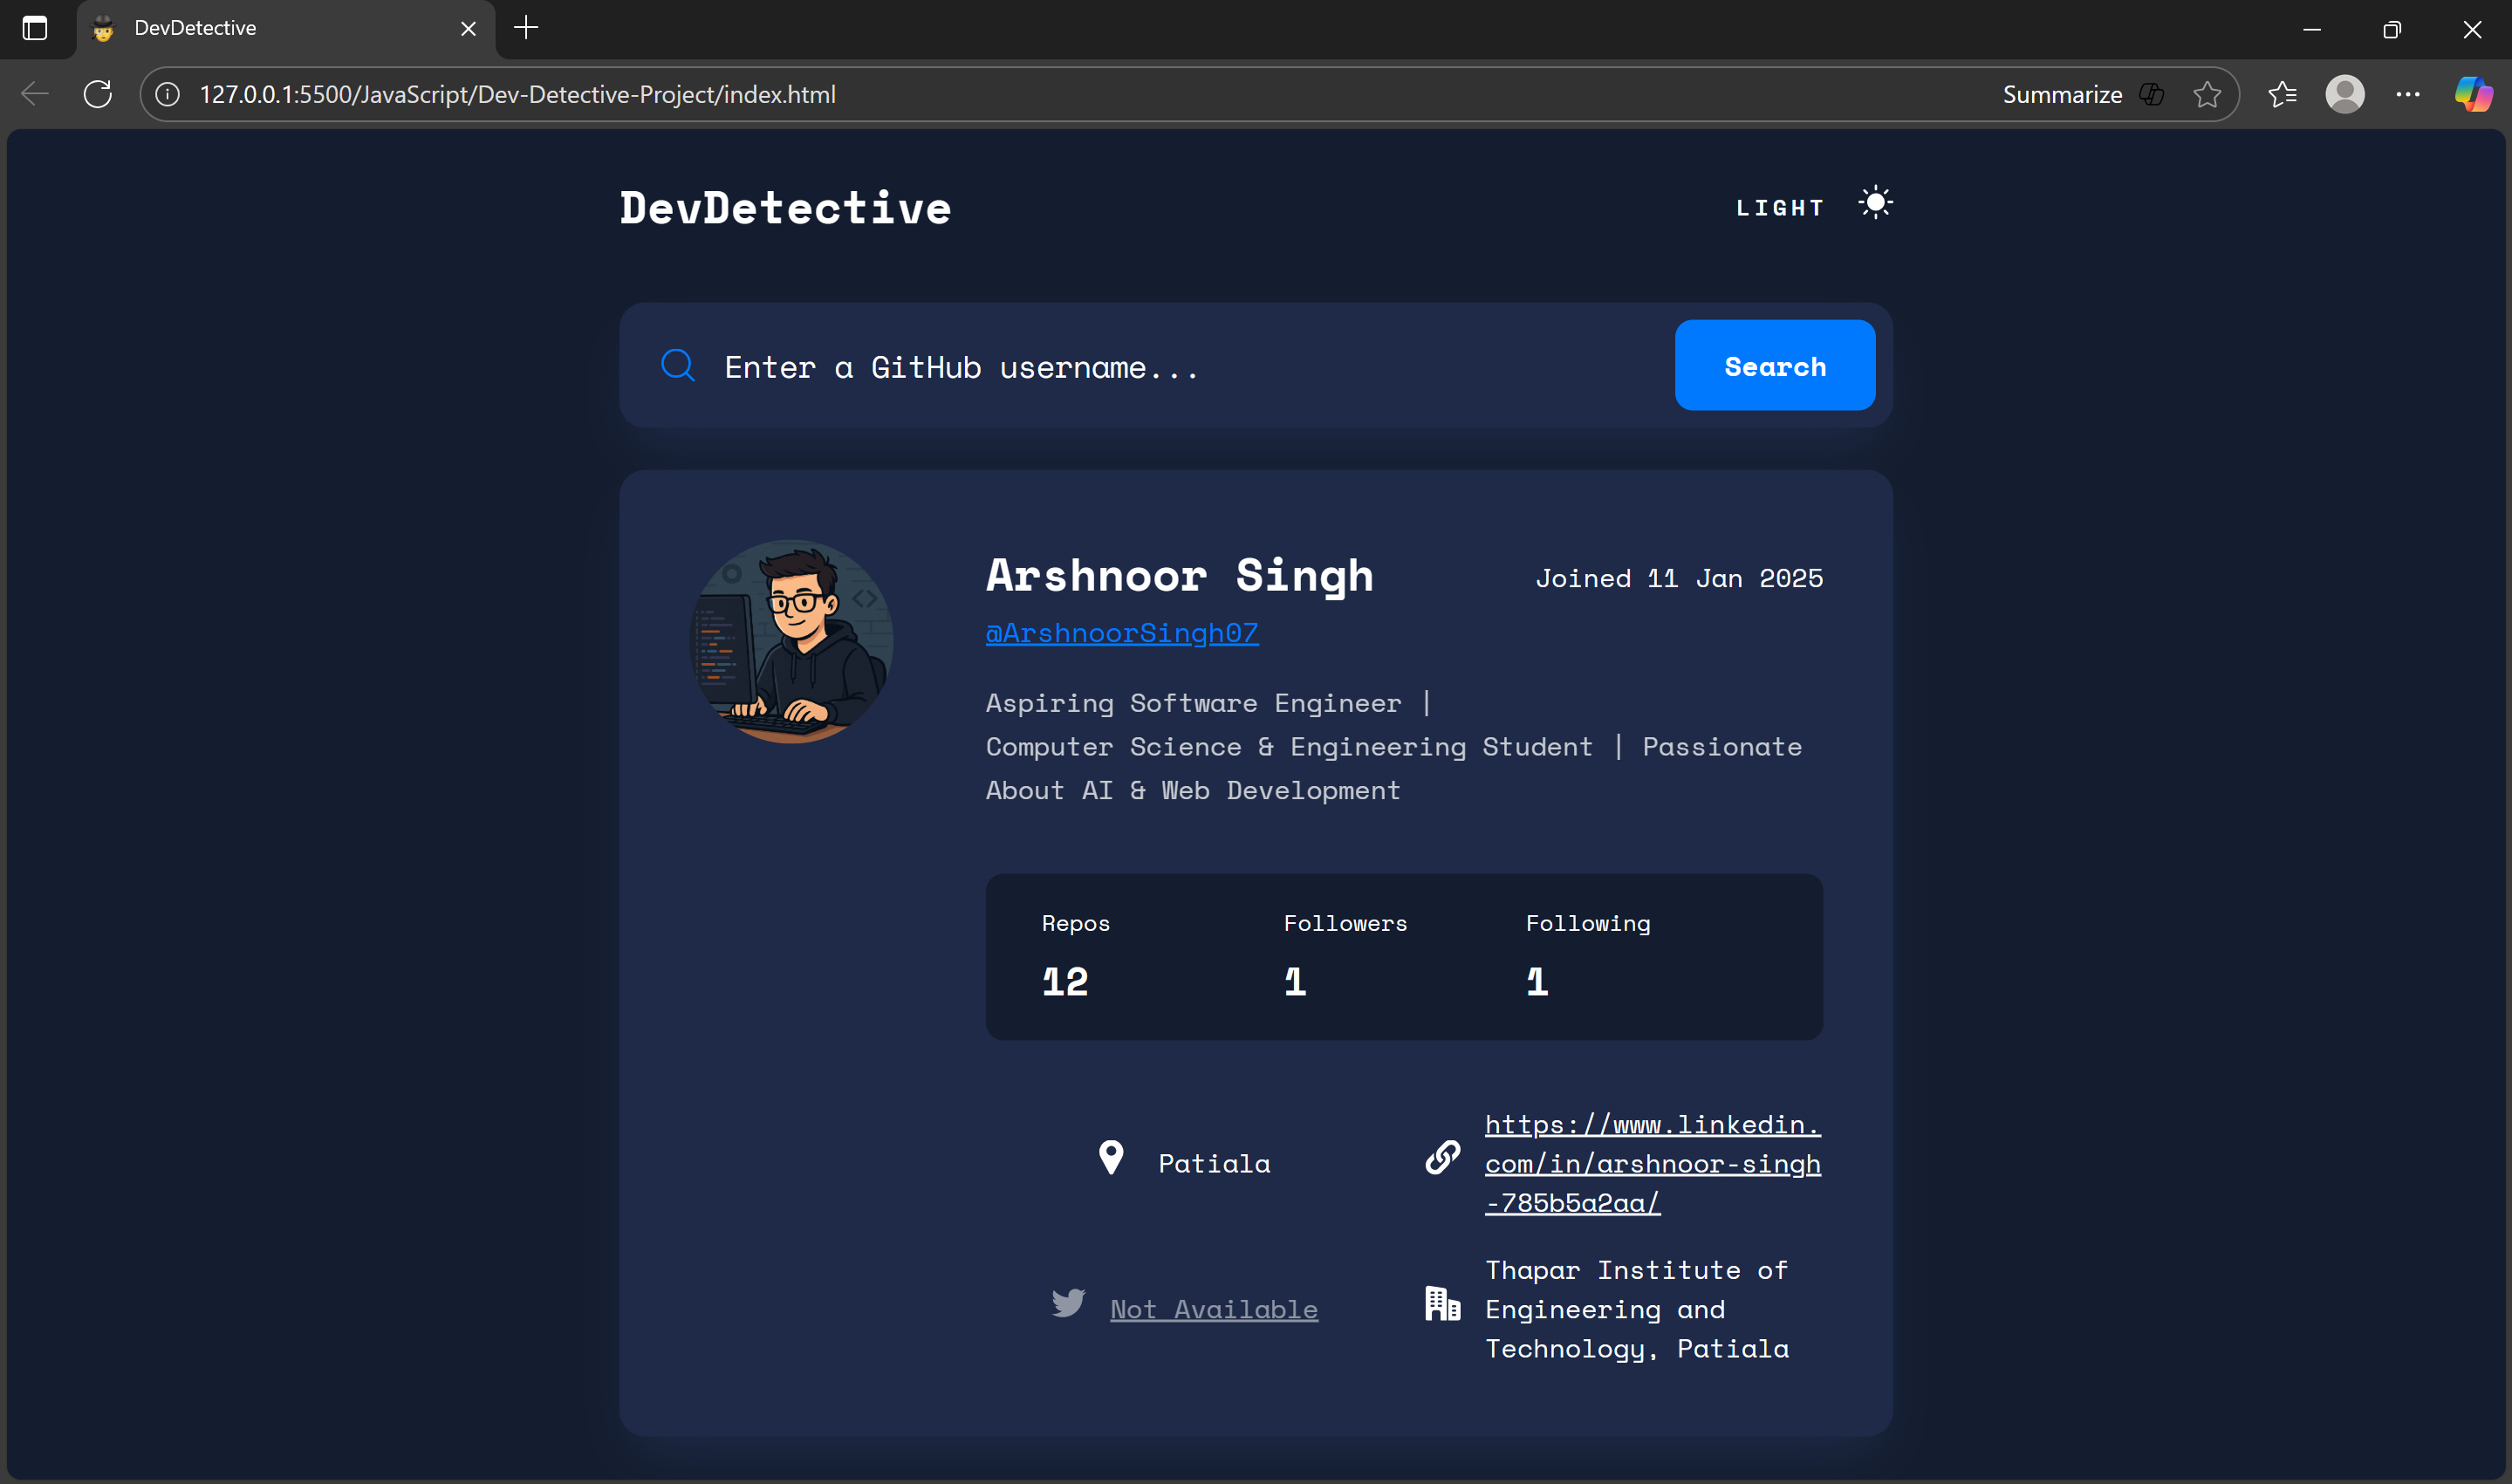 DevDetective
127.0.0.1:5500/JavaScript/Dev-Detective-Project/index.html
Summarize
DevDetective
LIGHT
Enter a GitHub username...
Search
Arshnoor Singh
Joined 11 Jan 2025
@ArshnoorSingh07
Aspiring Software Engineer |
Computer Science & Engineering Student | Passionate
About AI & Web Development
Repos
Followers
Following
12
1
1
Patiala
https://www.linkedin.
com/in/arshnoor-singh
-785b5a2aa/
Not Available
Thapar Institute of
Engineering and
Technology, Patiala